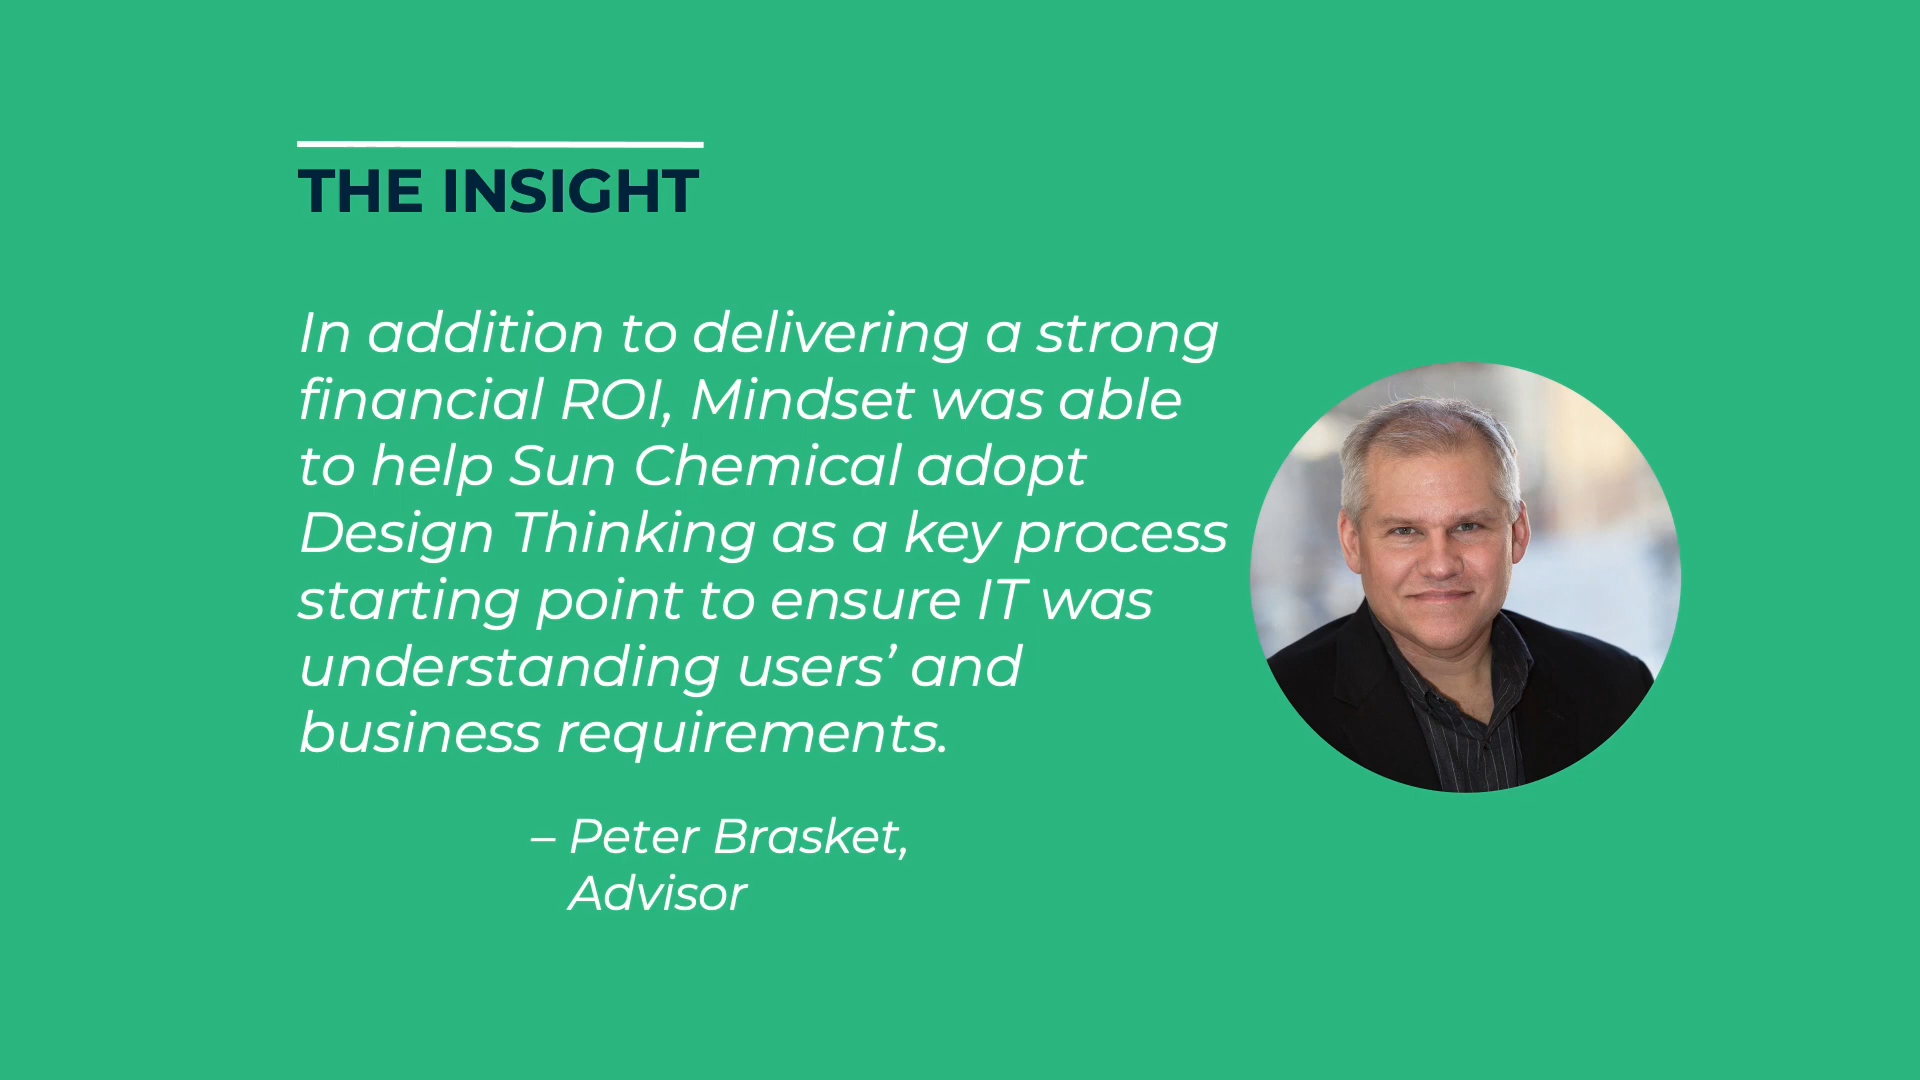 THE INSIGHT
In addition to delivering a strong
financial ROI, Mindset was able
to help Sun Chemical adopt
Design Thinking as a key process
starting point to ensure IT was
understanding users’ and
business requirements.
– Peter Brasket,
Advisor